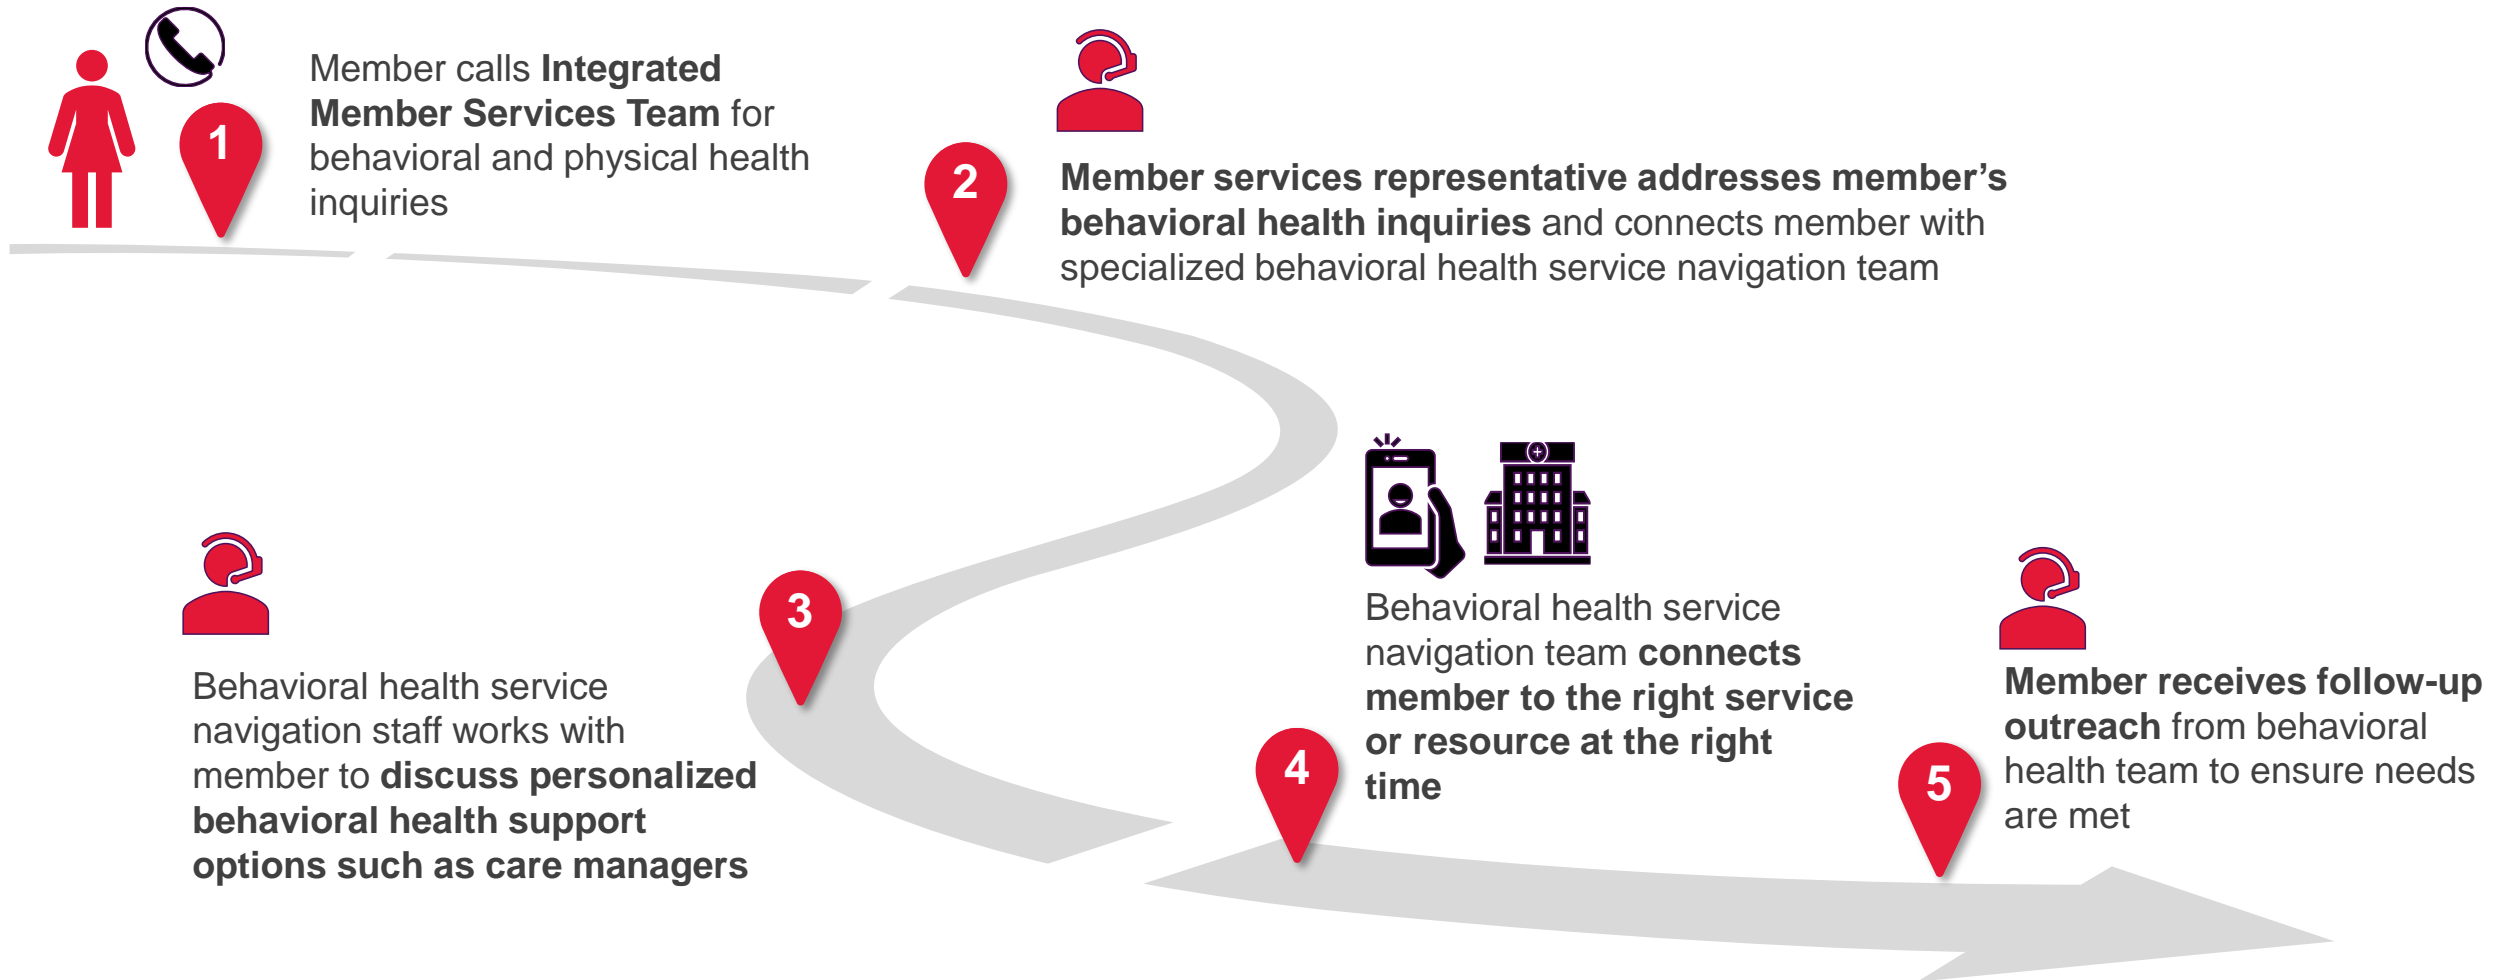 1
Member calls Integrated
Member Services Team for
behavioral and physical health
inquiries
2
Member services representative addresses member’s
behavioral health inquiries and connects member with
specialized behavioral health service navigation team
3
Behavioral health service
navigation staff works with
member to discuss personalized
behavioral health support
options such as care managers
4
Behavioral health service
navigation team connects
member to the right service
or resource at the right
time
5
Member receives follow-up
outreach from behavioral
health team to ensure needs
are met